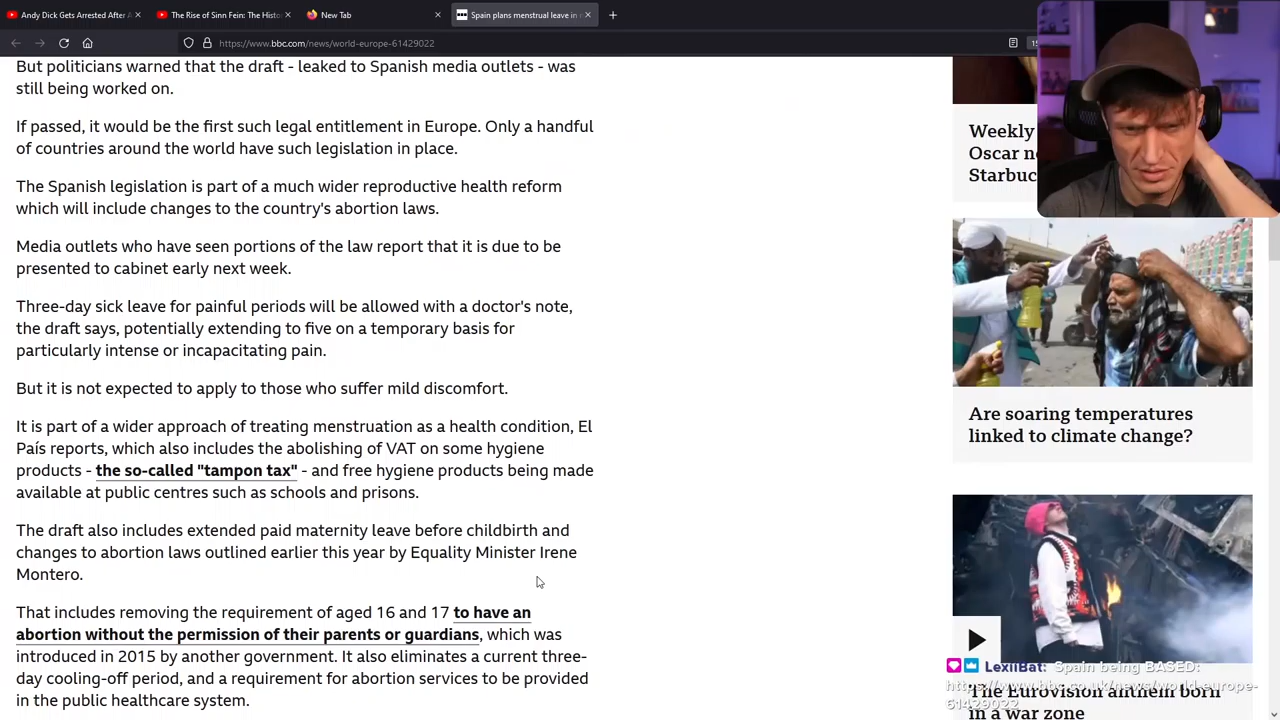 Andy Dick Gets Arrested After A
The Rise of Sinn Fein: The Histo
New Tab
Spain plans menstrual leave in n
https://www.bbc.com/news/world-europe-61429022
But politicians warned that the draft - leaked to Spanish media outlets - was
still being worked on.
If passed, it would be the first such legal entitlement in Europe. Only a handful
of countries around the world have such legislation in place.
The Spanish legislation is part of a much wider reproductive health reform
which will include changes to the country's abortion laws.
Media outlets who have seen portions of the law report that it is due to be
presented to cabinet early next week.
Three-day sick leave for painful periods will be allowed with a doctor's note,
the draft says, potentially extending to five on a temporary basis for
particularly intense or incapacitating pain.
But it is not expected to apply to those who suffer mild discomfort.
It is part of a wider approach of treating menstruation as a health condition, El
País reports, which also includes the abolishing of VAT on some hygiene
products - the so-called "tampon tax" - and free hygiene products being made
available at public centres such as schools and prisons.
The draft also includes extended paid maternity leave before childbirth and
changes to abortion laws outlined earlier this year by Equality Minister Irene
Montero.
That includes removing the requirement of aged 16 and 17 to have an
abortion without the permission of their parents or guardians, which was
introduced in 2015 by another government. It also eliminates a current three-
day cooling-off period, and a requirement for abortion services to be provided
in the public healthcare system.
Weekly
Oscar n
Starbuc
Are soaring temperatures
linked to climate change?
LexiiBat: Spain being BASED:
https://www.bbc.co.uk/news/world-europe-
61429022
The Eurovision anthem born
in a war zone